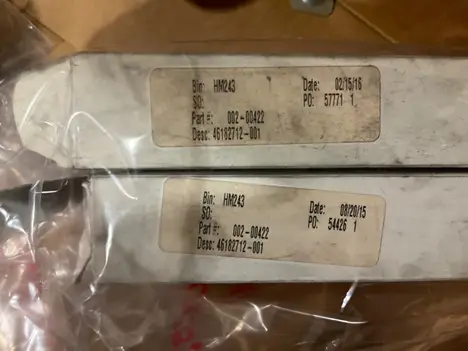 Bin: HM243 Date: 02/15/16
SO: PO: 57771 1
Part #: 002-00422
Desc: 46182712-001
Bin: HM243
SO: Date: 08/20/15
Part #: 002-00422 PO: 54426 1
Desc: 46182712-001